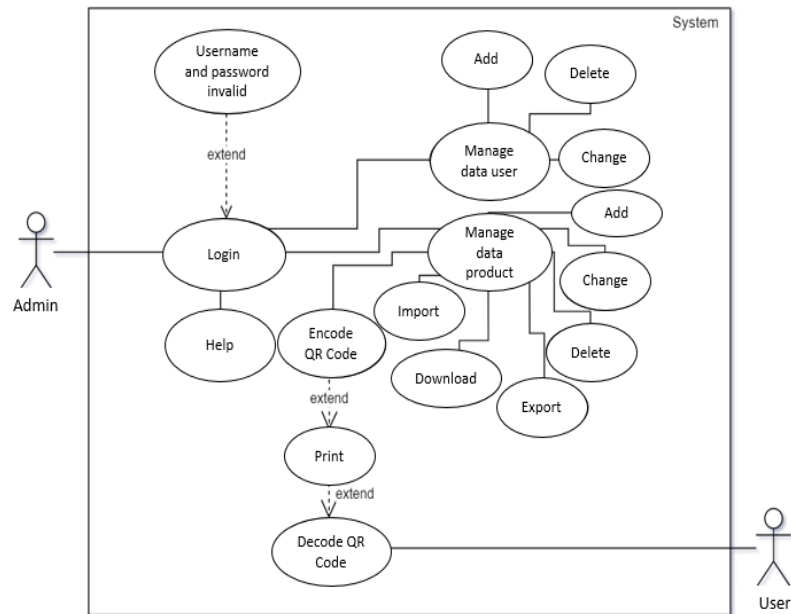 System
Username
and password
invalid
Add
Delete
extend
Manage
data user
Change
Add
Login
Manage
data
product
Change
Admin
Import
Help
Encode
QR Code
Delete
Download
extend
Export
Print
extend
Decode QR
Code
User